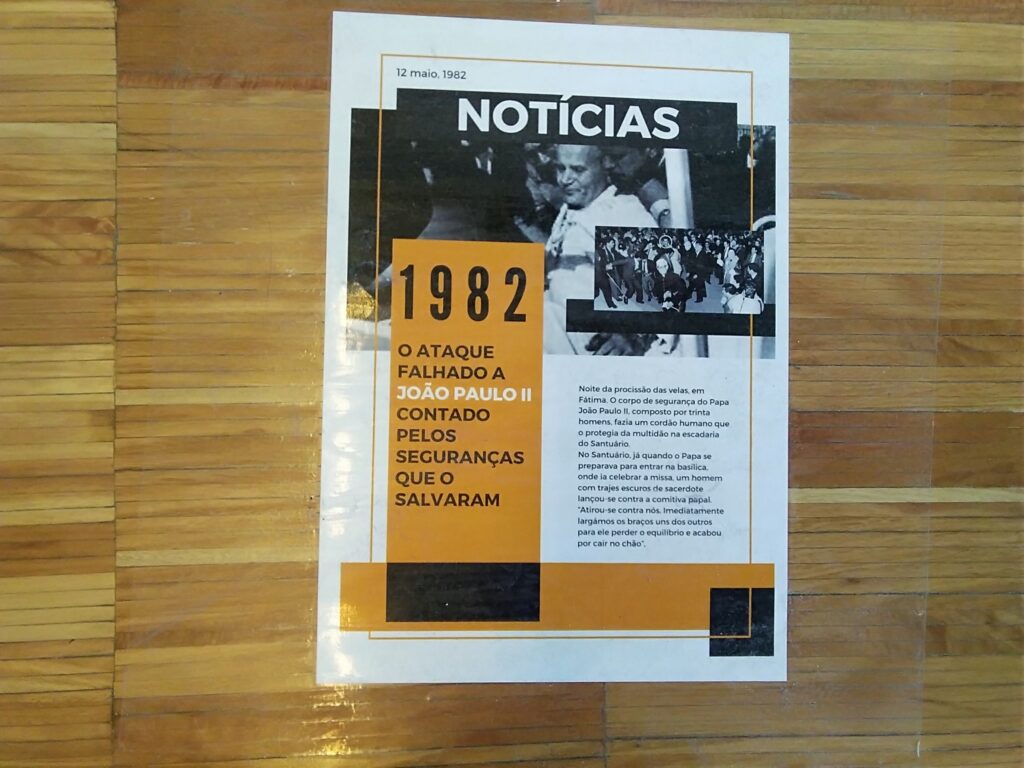 12 maio, 1982
NOTÍCIAS
1982
O ATAQUE
FALHADO A
JOÃO PAULO II
CONTADO
PELOS
SEGURANÇAS
QUE O
SALVARAM
Noite da procissão das velas, em
Fátima. O corpo de segurança do Papa
João Paulo II, composto por trinta
homens, fazia um cordão humano que
o protegia da multidão na escadaria
do Santuário.
No Santuário, já quando o Papa se
preparava para entrar na basílica,
onde ia celebrar a missa, um homem
com trajes escuros de sacerdote
lançou-se contra a comitiva papal.
“Atirou-se contra nós. Imediatamente
largámos os braços uns dos outros
para ele perder o equilíbrio e acabou
por cair no chão”,